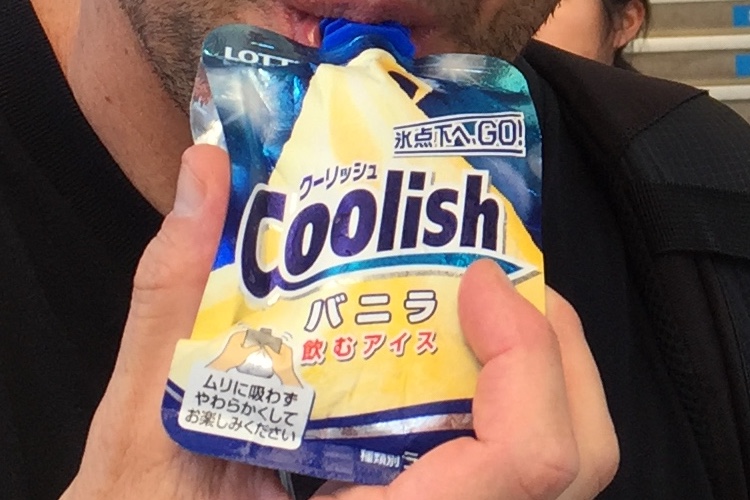 LOTT
氷点下へ、GO!
クーリッシュ
Coolish
バニラ
飲むアイス
ムリに吸わず
やわらかくして
お楽しみください
種類別 ラ